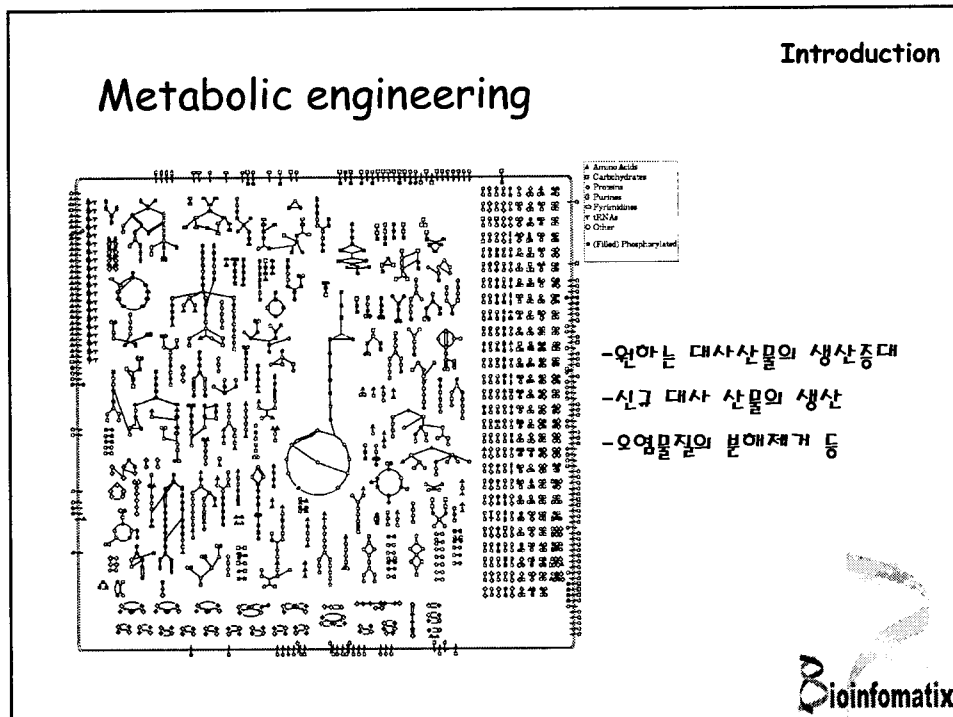 Introduction
Metabolic engineering
Amino Acids
Carbohydrates
Proteins
Purines
Pyrimidines
tRNAs
Other
(Filled) Phosphorylated
-원하는 대사산물의 생산증대
-신규 대사 산물의 생산
-오염물질의 분해제거 등
Bioinfomatix